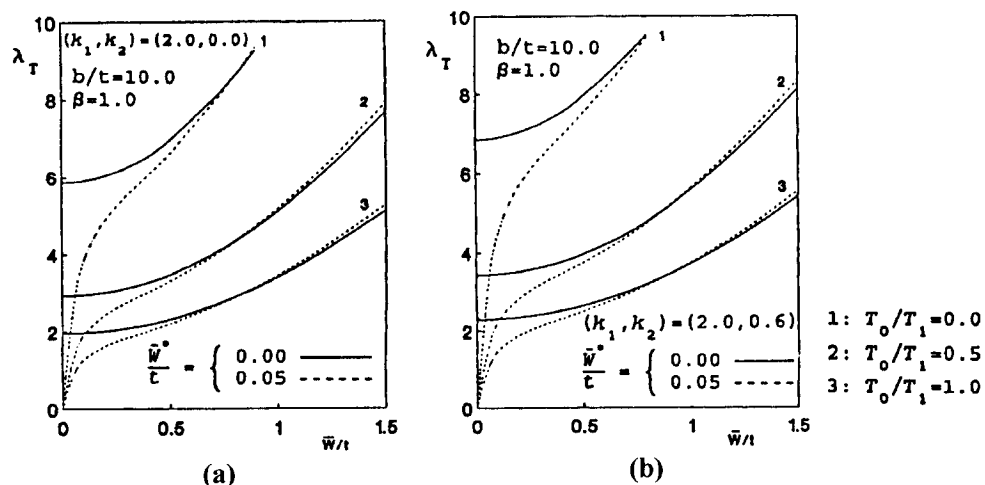 10
8
6
4
2
0
λ_T
(k₁,k₂)=(2.0,0.0)
b/t=10.0
β=1.0
1
2
3
W̄*/t = { 0.00
0.05
0 0.5 1 1.5
W̄/t
(a)
10
8
6
4
2
0
λ_T
b/t=10.0
β=1.0
1
2
3
(k₁,k₂)=(2.0,0.6)
W̄*/t = { 0.00
0.05
0 0.5 1 1.5
W̄/t
(b)
1: T₀/T₁=0.0
2: T₀/T₁=0.5
3: T₀/T₁=1.0